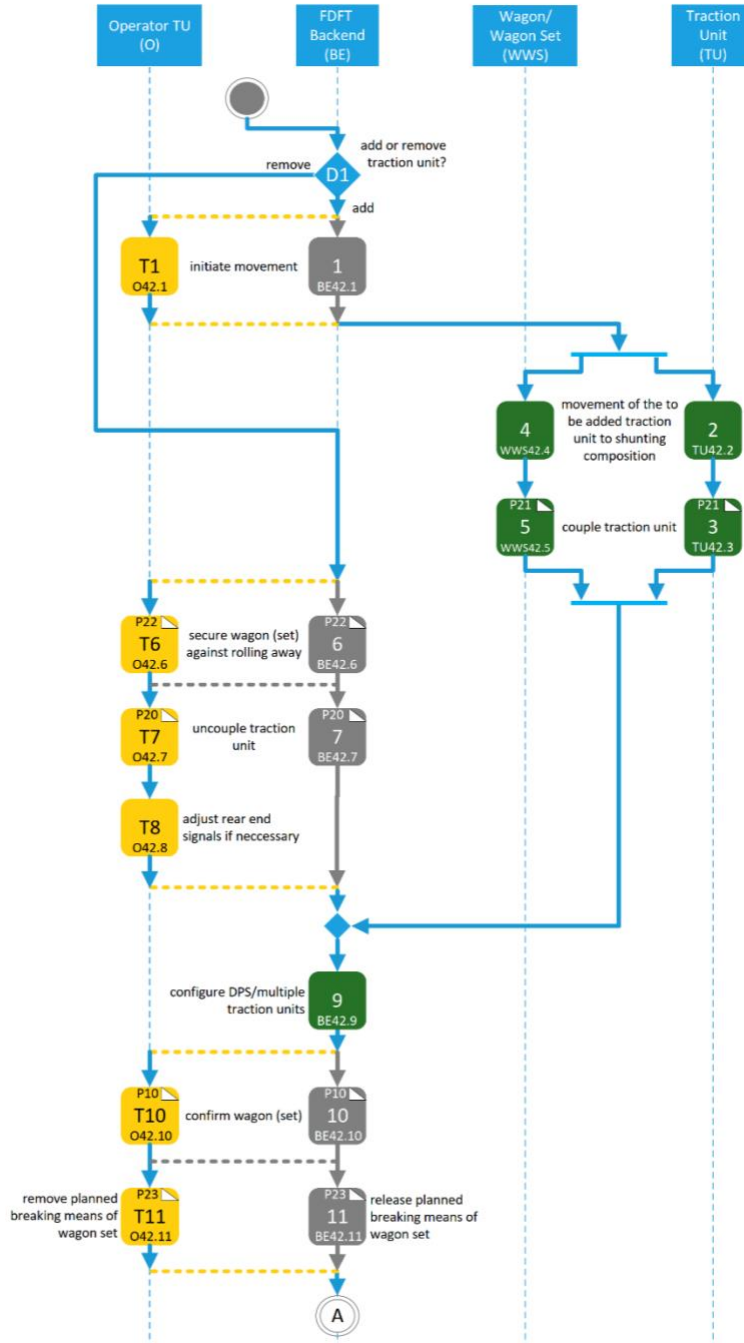 Operator TU
(O)
FDFT
Backend
(BE)
Wagon/
Wagon Set
(WWS)
Traction
Unit
(TU)
add or remove
traction unit?
remove
D1
add
T1
O42.1
initiate movement
1
BE42.1
4
WWS42.4
movement of the to
be added traction
unit to shunting
composition
2
TU42.2
P21
5
WWS42.5
couple traction unit
P21
3
TU42.3
P22
T6
O42.6
secure wagon (set)
against rolling away
P22
6
BE42.6
P20
T7
O42.7
uncouple traction
unit
P20
7
BE42.7
T8
O42.8
adjust rear end
signals if neccessary
configure DPS/multiple
traction units
9
BE42.9
P10
T10
O42.10
confirm wagon (set)
P10
10
BE42.10
remove planned
breaking means of
wagon set
P23
T11
O42.11
P23
11
BE42.11
release planned
breaking means of
wagon set
A